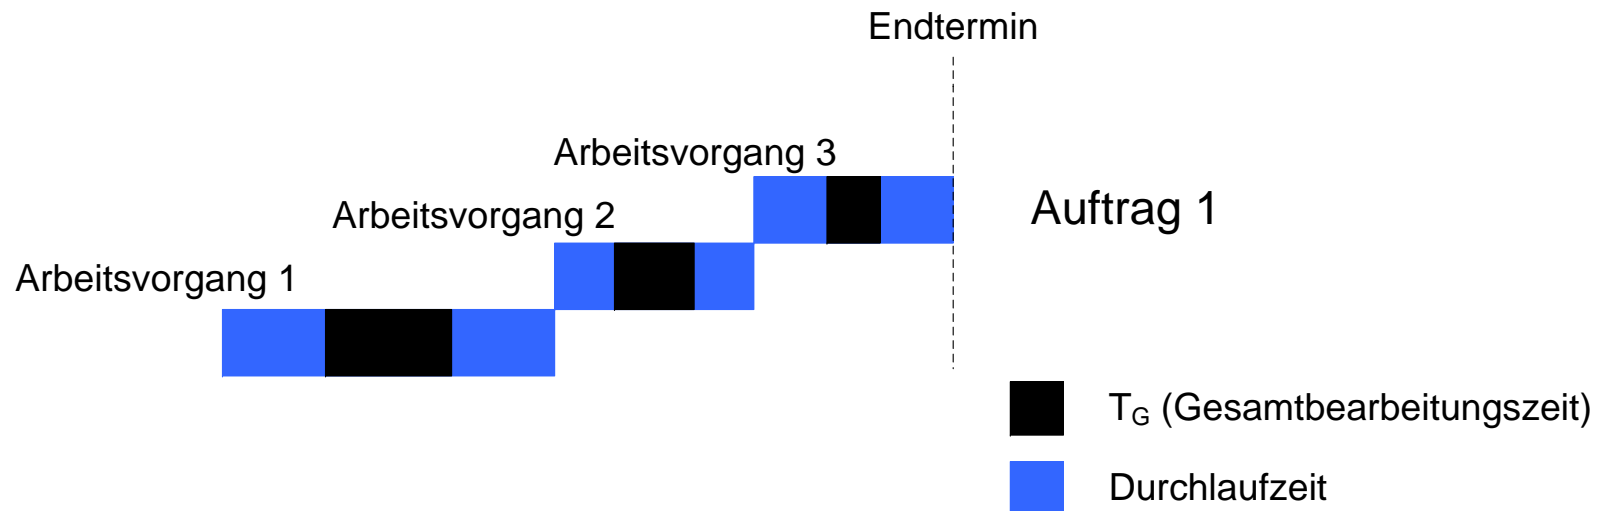 Endtermin
Arbeitsvorgang 3
Arbeitsvorgang 2
Auftrag 1
Arbeitsvorgang 1
TG (Gesamtbearbeitungszeit)
Durchlaufzeit